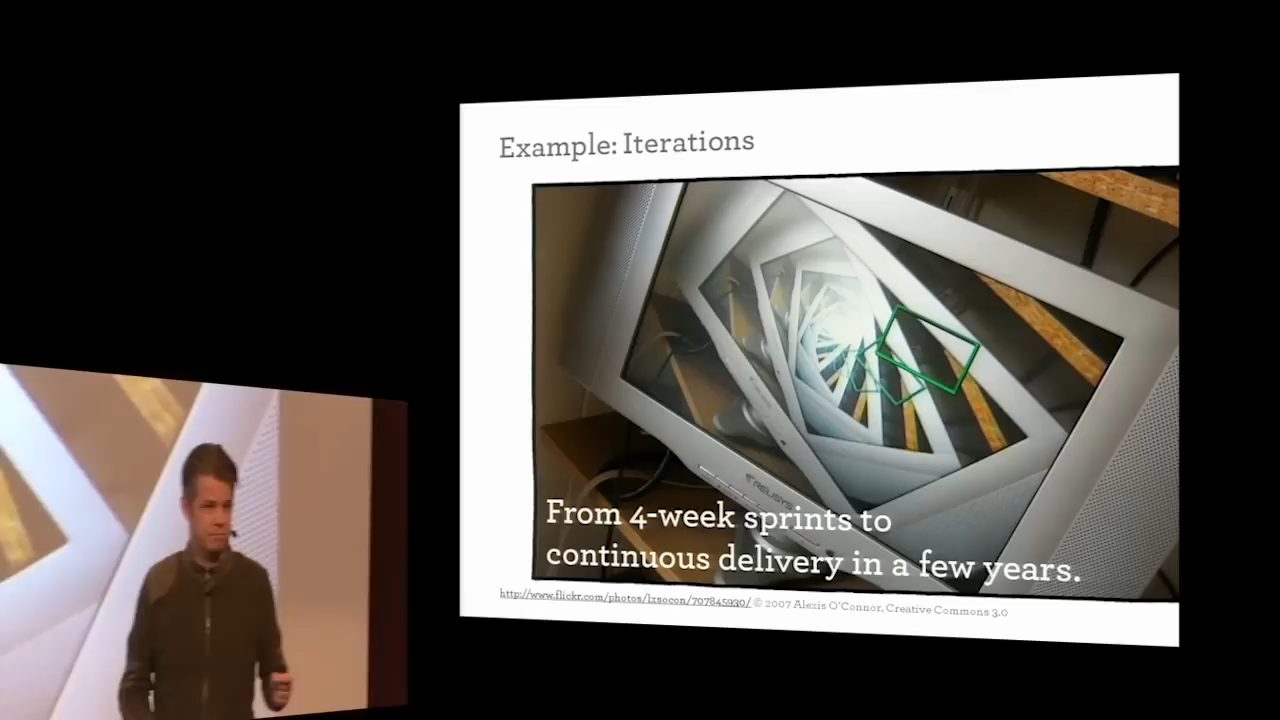 Example: Iterations
RELISYS
From 4-week sprints to
continuous delivery in a few years.
http://www.flickr.com/photos/lxsocon/707845930/ © 2007 Alexis O'Connor, Creative Commons 3.0